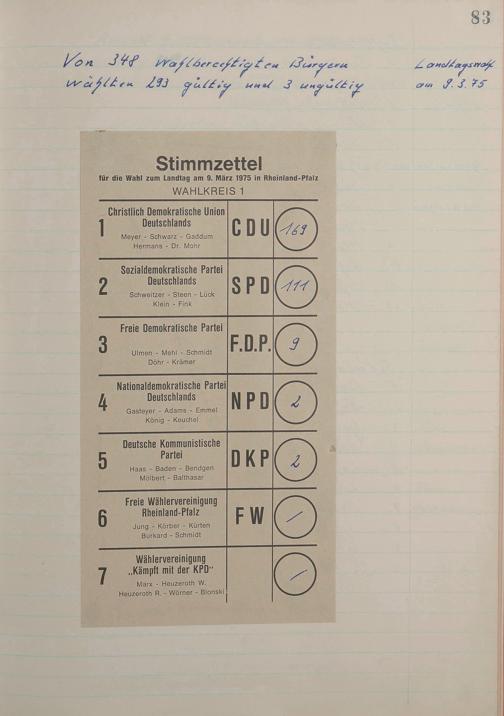 83
Von 348 wahlberechtigten Bürgern
wählten 293 gültig und 3 ungültig
Landtagswahl
am 9.3.75
Stimmzettel
für die Wahl zum Landtag am 9. März 1975 in Rheinland-Pfalz
WAHLKREIS 1
1 Christlich Demokratische Union
Deutschlands
Meyer - Schwarz - Gaddum
Hermans - Dr. Mohr
CDU 169
2 Sozialdemokratische Partei
Deutschlands
Schweitzer - Steen - Lück
Klein - Fink
SPD 111
3 Freie Demokratische Partei
Ulmen - Mehl - Schmidt
Döhr - Krämer
F.D.P. 9
4 Nationaldemokratische Partei
Deutschlands
Gasteyer - Adams - Emmel
König - Keuchel
NPD 2
5 Deutsche Kommunistische
Partei
Haas - Baden - Bendgen
Mölbert - Balthasar
DKP 2
6 Freie Wählervereinigung
Rheinland-Pfalz
Jung - Körber - Kürten
Burkard - Schmidt
FW /
7 Wählervereinigung
„Kämpft mit der KPD"
Marx - Heuzeroth W.
Heuzeroth R. - Wörner - Blonski
/